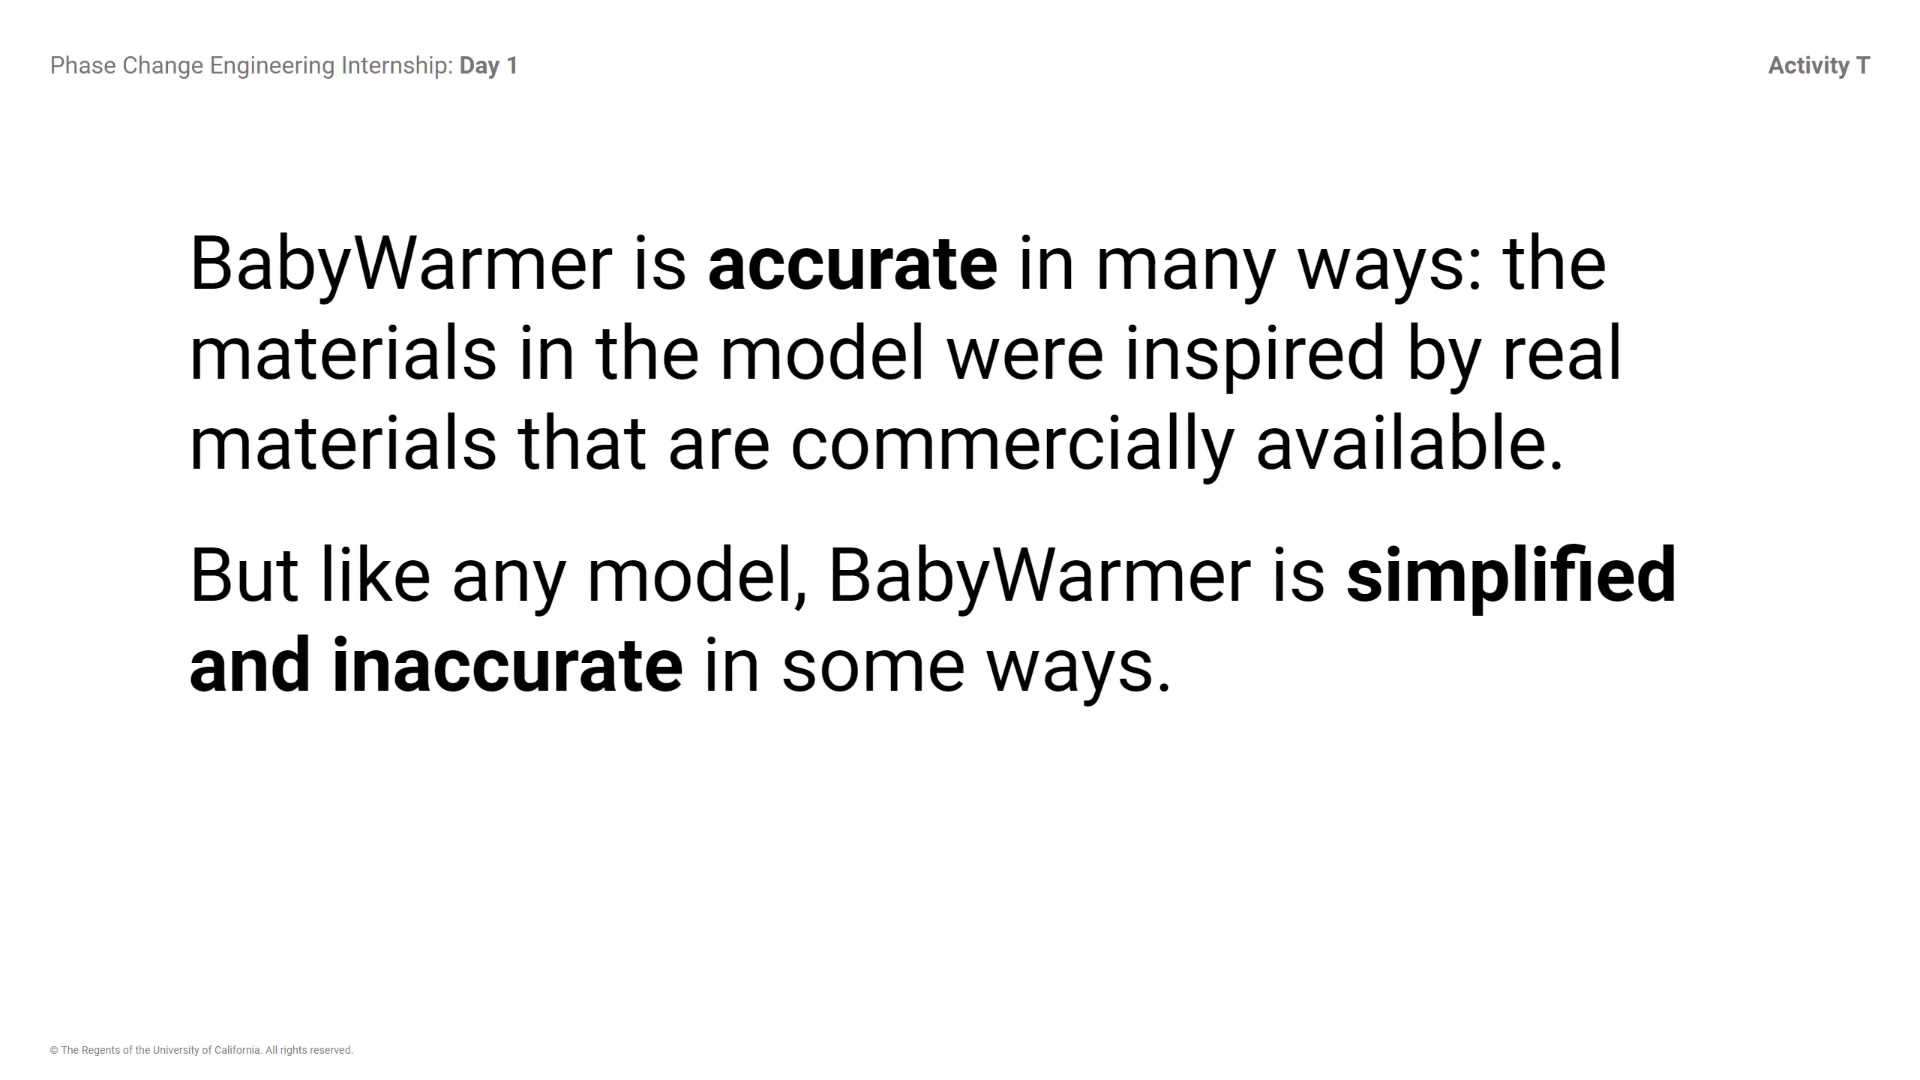 Phase Change Engineering Internship: Day 1
Activity T
BabyWarmer is accurate in many ways: the
materials in the model were inspired by real
materials that are commercially available.
But like any model, BabyWarmer is simplified
and inaccurate in some ways.
© The Regents of the University of California. All rights reserved.